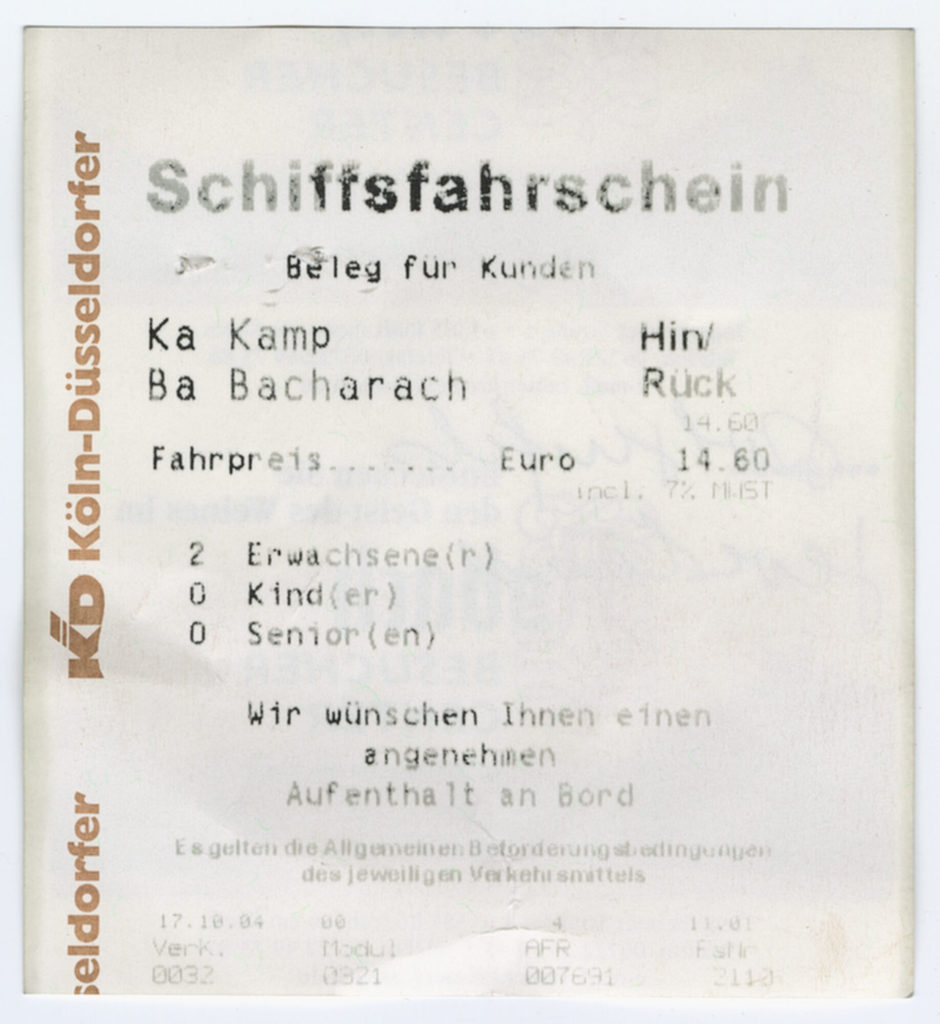 Schiffsfahrschein
Beleg für Kunden
Ka Kamp Hin/
Ba Bacharach Rück
14.60
Fahrpreis........ Euro 14.60
incl. 7% MWST
2 Erwachsene(r)
0 Kind(er)
0 Senior(en)
Wir wünschen Ihnen einen
angenehmen
Aufenthalt an Bord
Es gelten die Allgemeinen Beforderungsbedingungen
des jeweiligen Verkehrsmittels
17.10.04 00 4 11.01
VerK. Modul AFR FsNr
0032 0321 007691 2110
KD Köln-Düsseldorfer
seldorfer